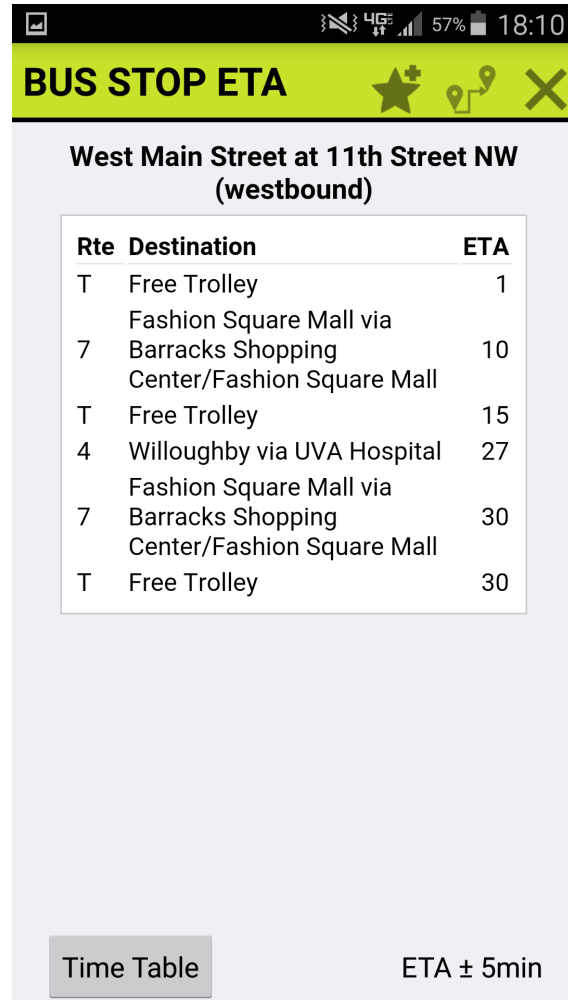 4G 57% 18:10
BUS STOP ETA
West Main Street at 11th Street NW
(westbound)
Rte Destination ETA
T Free Trolley 1
Fashion Square Mall via
7 Barracks Shopping 10
Center/Fashion Square Mall
T Free Trolley 15
4 Willoughby via UVA Hospital 27
Fashion Square Mall via
7 Barracks Shopping 30
Center/Fashion Square Mall
T Free Trolley 30
Time Table ETA ± 5min